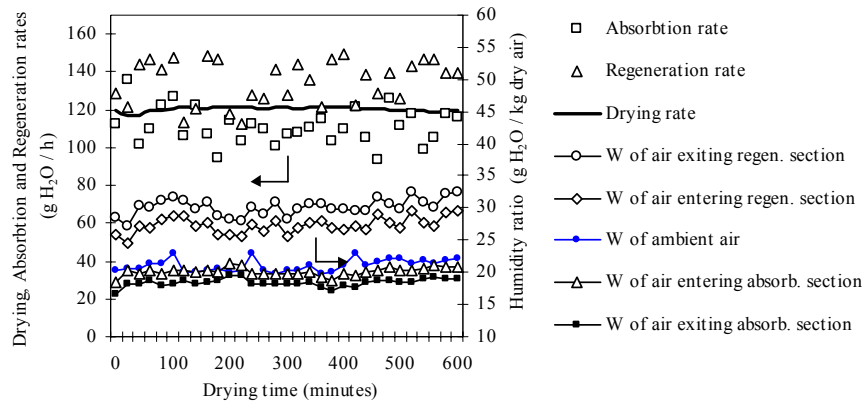 Drying, Absorbtion and Regeneration rates
(g H2O / h)
160
140
120
100
80
60
40
20
0
60
55
50
45
40
35
30
25
20
15
10
Humidity ratio (g H2O / kg dry air)
0 100 200 300 400 500 600
Drying time (minutes)
Absorbtion rate
Regeneration rate
Drying rate
W of air exiting regen. section
W of air entering regen. section
W of ambient air
W of air entering absorb. section
W of air exiting absorb. section